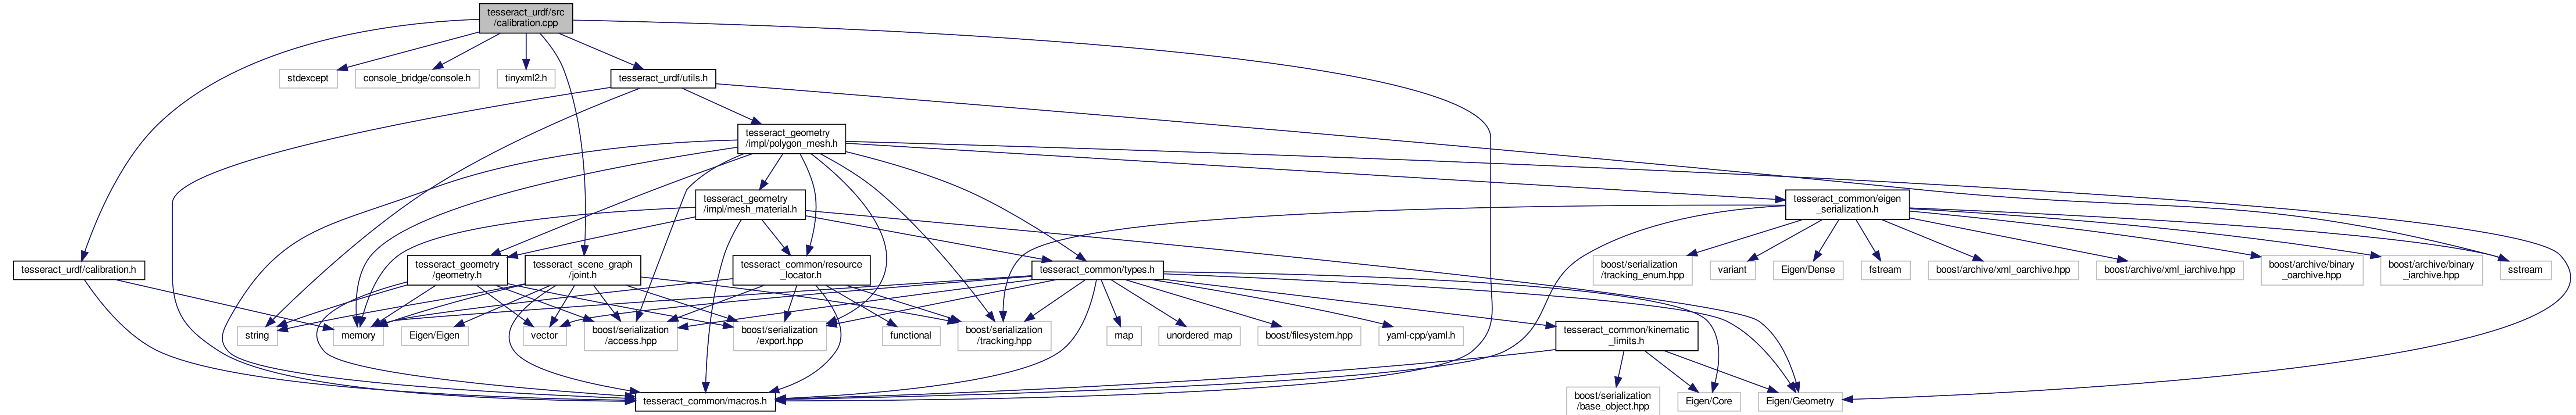 tesseract_urdf/src
/calibration.cpp
stdexcept
console_bridge/console.h
tinyxml2.h
tesseract_urdf/utils.h
tesseract_geometry
/impl/polygon_mesh.h
tesseract_geometry
/impl/mesh_material.h
tesseract_common/eigen
_serialization.h
tesseract_urdf/calibration.h
tesseract_geometry
/geometry.h
tesseract_scene_graph
/joint.h
tesseract_common/resource
_locator.h
tesseract_common/types.h
boost/serialization
/tracking_enum.hpp
variant
Eigen/Dense
fstream
boost/archive/xml_oarchive.hpp
boost/archive/xml_iarchive.hpp
boost/archive/binary
_oarchive.hpp
boost/archive/binary
_iarchive.hpp
sstream
string
memory
Eigen/Eigen
vector
boost/serialization
/access.hpp
boost/serialization
/export.hpp
functional
boost/serialization
/tracking.hpp
map
unordered_map
boost/filesystem.hpp
yaml-cpp/yaml.h
tesseract_common/kinematic
_limits.h
tesseract_common/macros.h
boost/serialization
/base_object.hpp
Eigen/Core
Eigen/Geometry